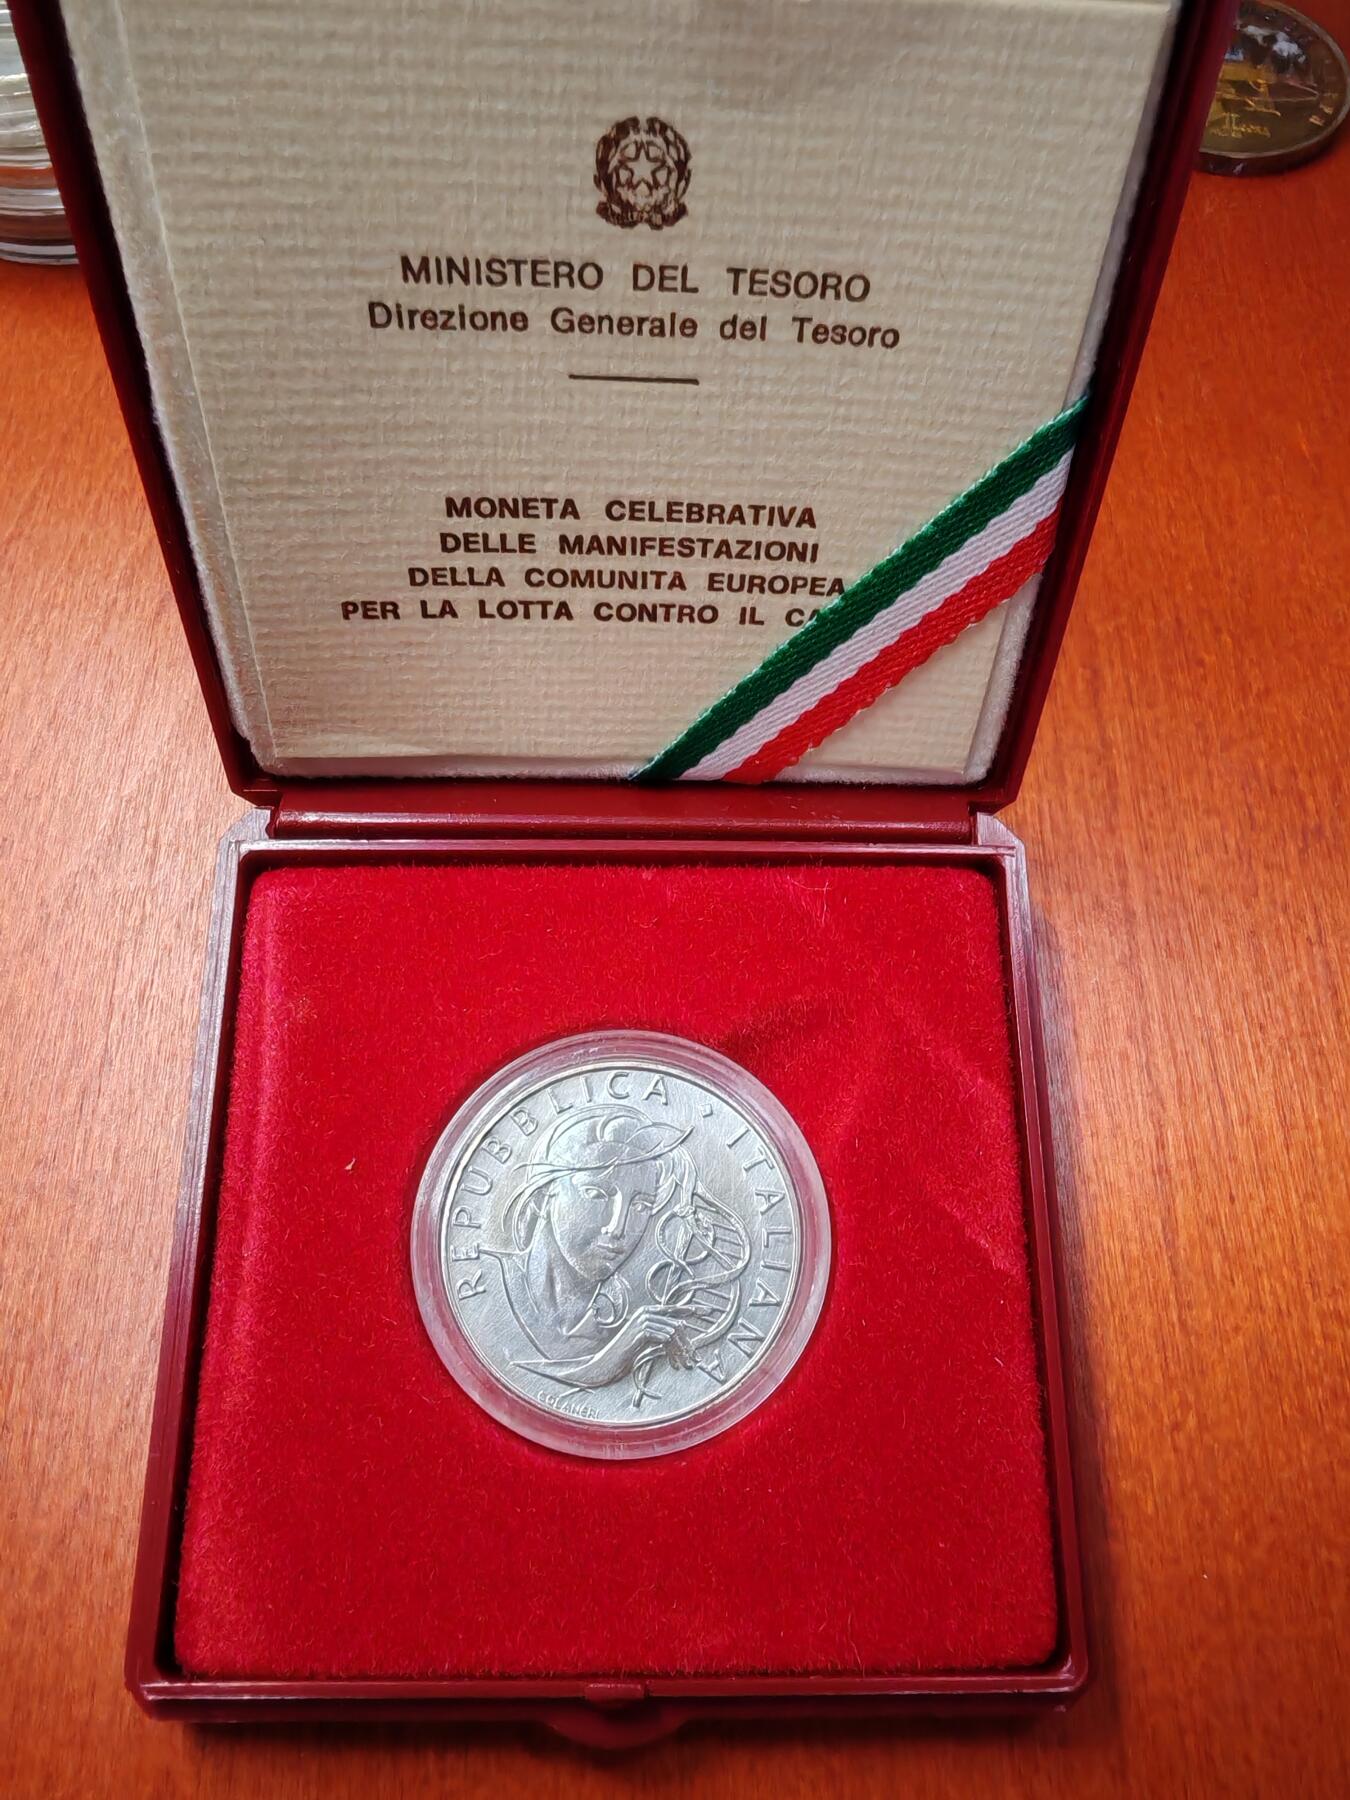 MINISTERO DEL TESORO
Direzione Generale del Tesoro
MONETA CELEBRATIVA
DELLE MANIFESTAZIONI
DELLA COMUNITA EUROPEA
PER LA LOTTA CONTRO IL
REPUBBLICA · ITALIANA
COLANERI